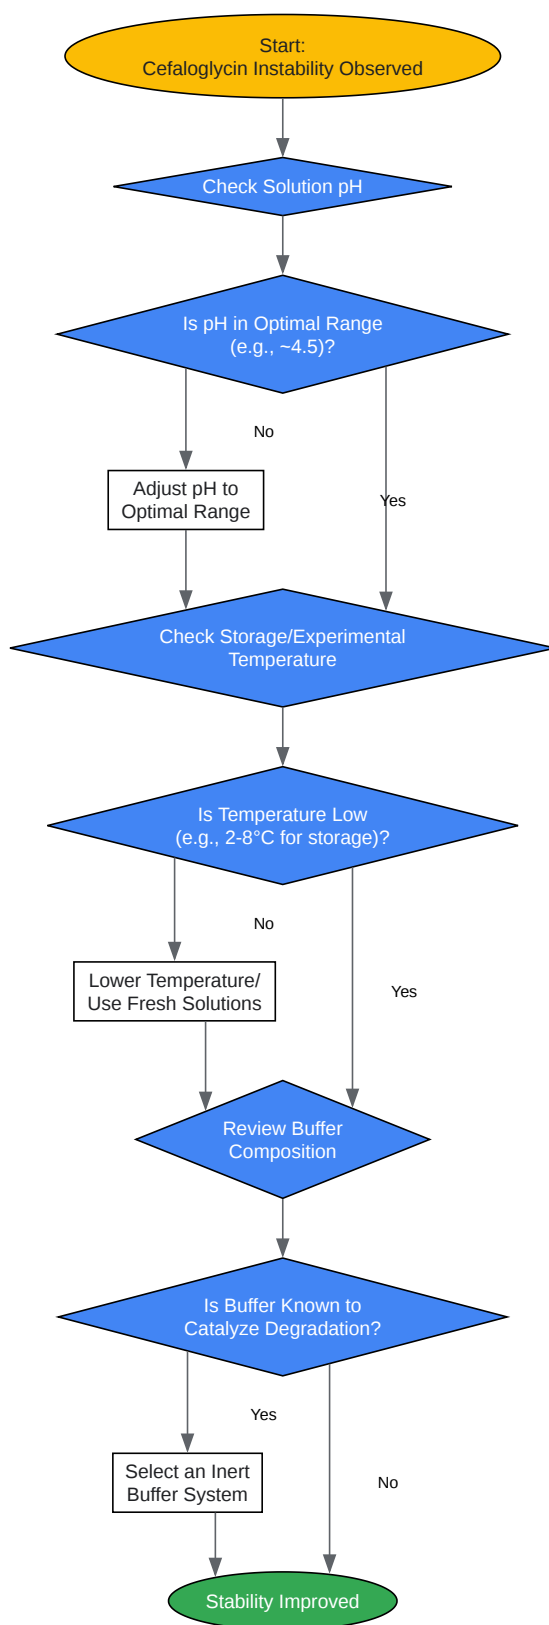 Start:
Cefaloglycin Instability Observed
Check Solution pH
Is pH in Optimal Range
(e.g., ~4.5)?
No
Adjust pH to
Optimal Range
Yes
Check Storage/Experimental
Temperature
Is Temperature Low
(e.g., 2-8°C for storage)?
No
Lower Temperature/
Use Fresh Solutions
Yes
Review Buffer
Composition
Is Buffer Known to
Catalyze Degradation?
Yes
Select an Inert
Buffer System
No
Stability Improved